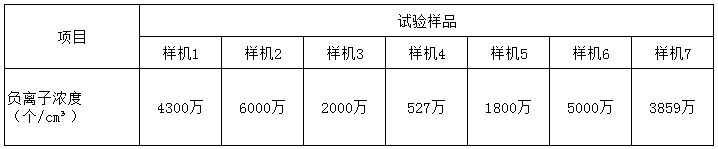 项目
试验样品
样机1 样机2 样机3 样机4 样机5 样机6 样机7
负离子浓度
(个/cm³)
4300万 6000万 2000万 527万 1800万 5000万 3859万